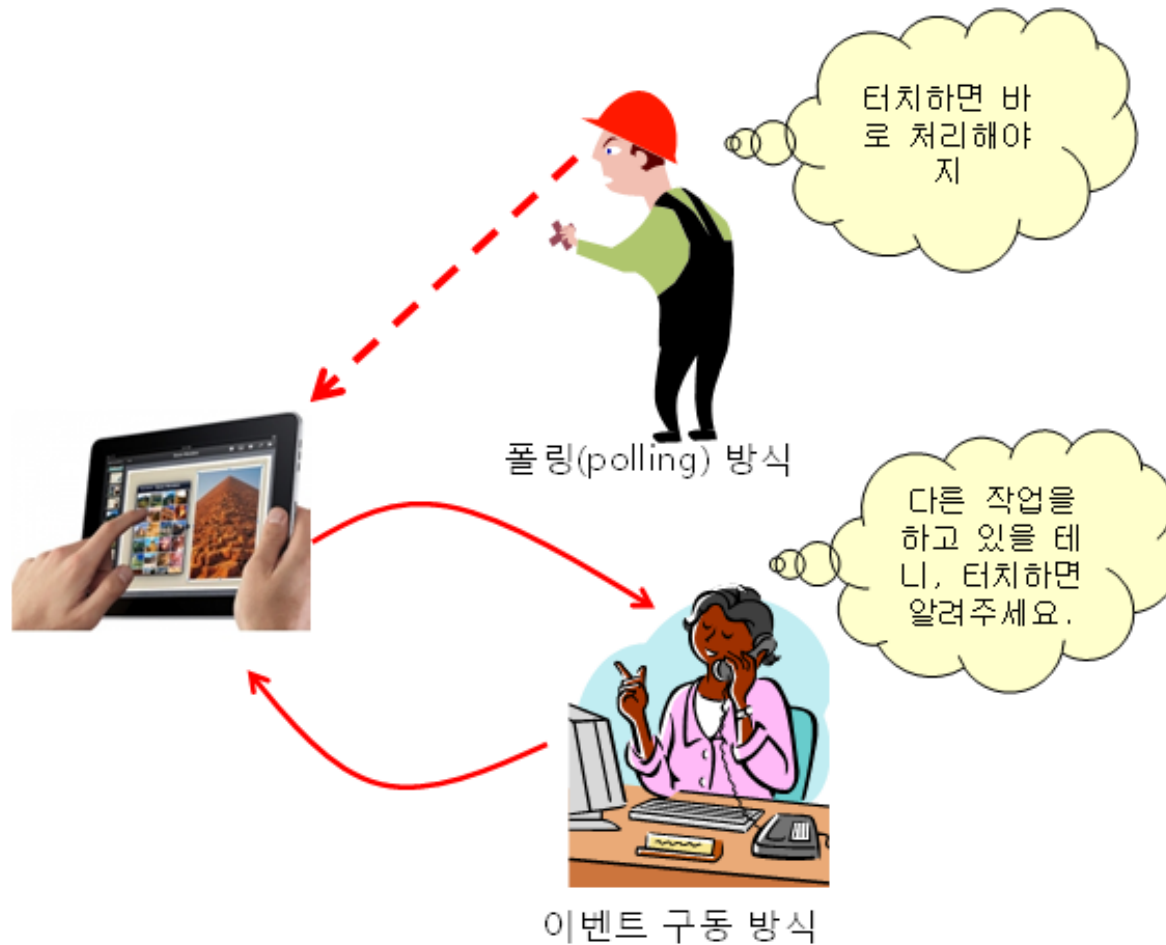 터치하면 바
로 처리해야
지
폴링(polling) 방식
다른 작업을
하고 있을 테
니, 터치하면
알려주세요.
이벤트 구동 방식